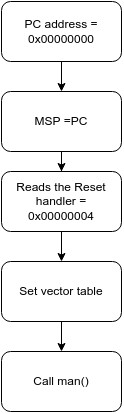 PC address =
0x00000000
MSP =PC
Reads the Reset
handler =
0x00000004
Set vector table
Call man()